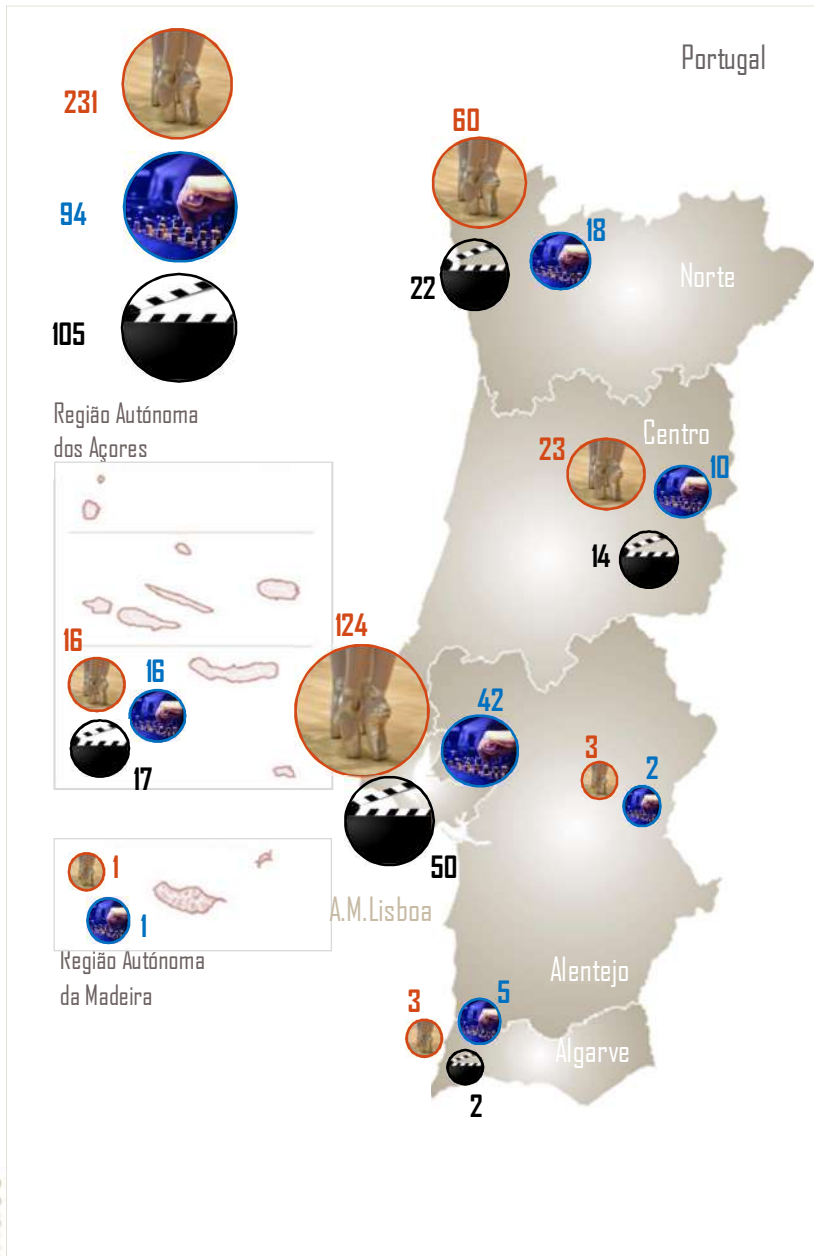 Portugal
231
94
105
60
18
22
Norte
Região Autónoma
dos Açores
Centro
23
10
14
124
16
16
42
17
3
2
50
1
1
A.M.Lisboa
Região Autónoma
da Madeira
Alentejo
3
5
Algarve
2